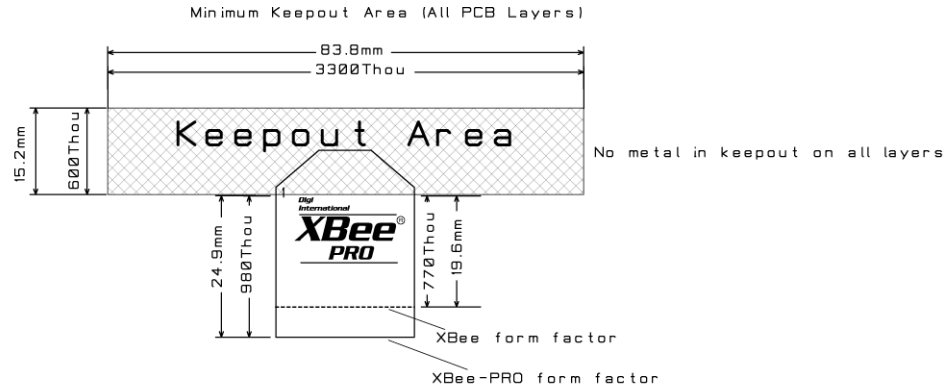 Minimum Keepout Area (All PCB Layers)
83.8mm
3300Thou
Keepout Area
15.2mm
600Thou
No metal in keepout on all layers
1
Digi
International
XBee®
PRO
24.9mm
980Thou
770Thou
19.6mm
XBee form factor
XBee-PRO form factor